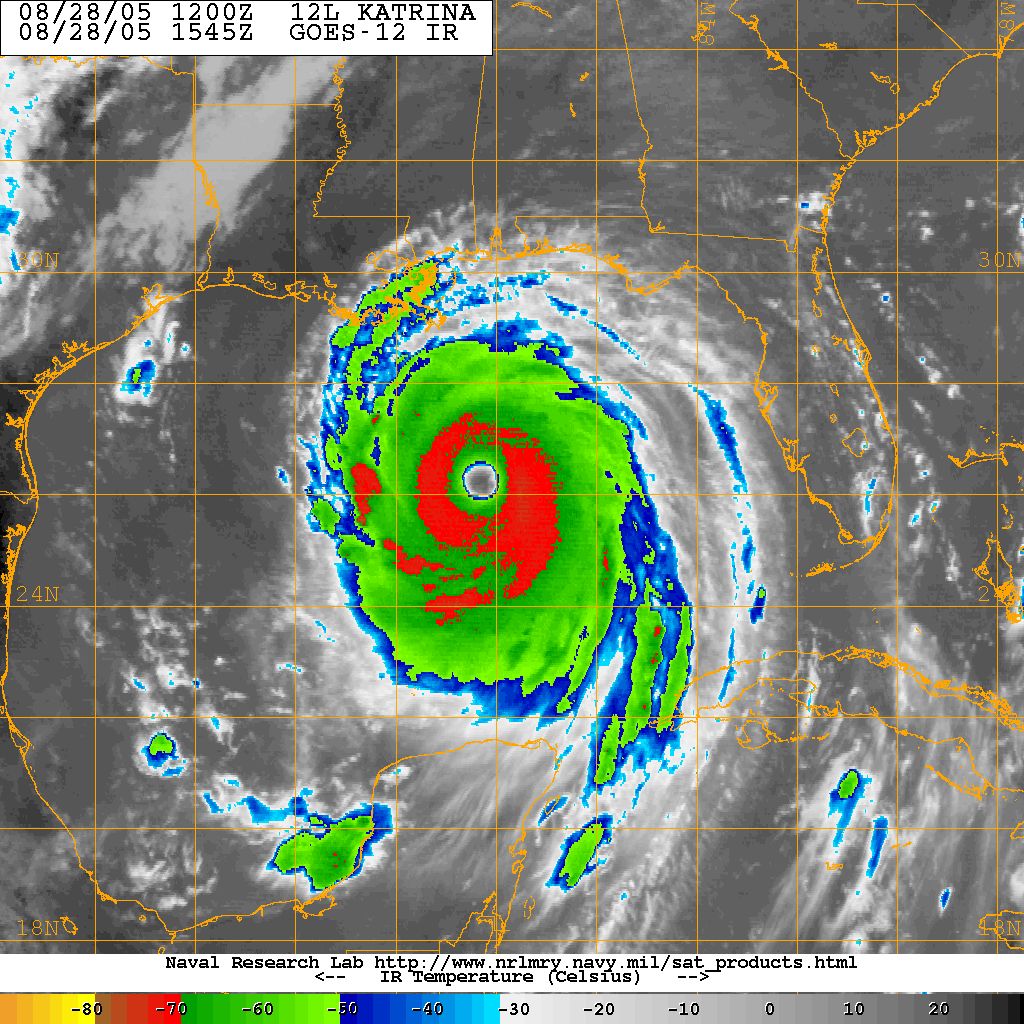 08/28/05 1200Z 12L KATRINA
08/28/05 1545Z GOES-12 IR
84W
78W
30N
30N
24N
18N
18N
Naval Research Lab http://www.nrlmry.navy.mil/sat_products.html
<-- IR Temperature (Celsius) -->
-80 -70 -60 -50 -40 -30 -20 -10 0 10 20